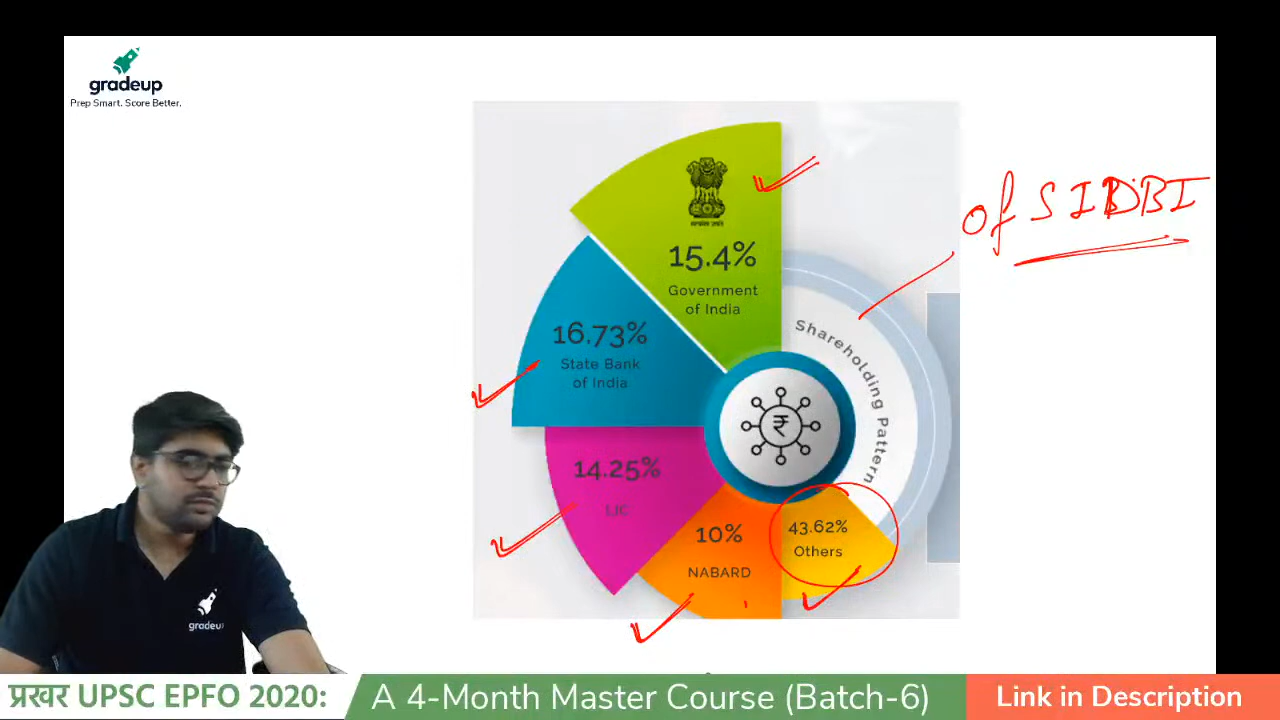 gradeup
Prep Smart. Score Better.
15.4%
Government
of India
of SIDBI
16.73%
State Bank
of India
Shareholding Pattern
14.25%
LIC
10%
NABARD
43.62%
Others
gradeup
प्रखर UPSC EPFO 2020:
A 4-Month Master Course (Batch-6)
Link in Description